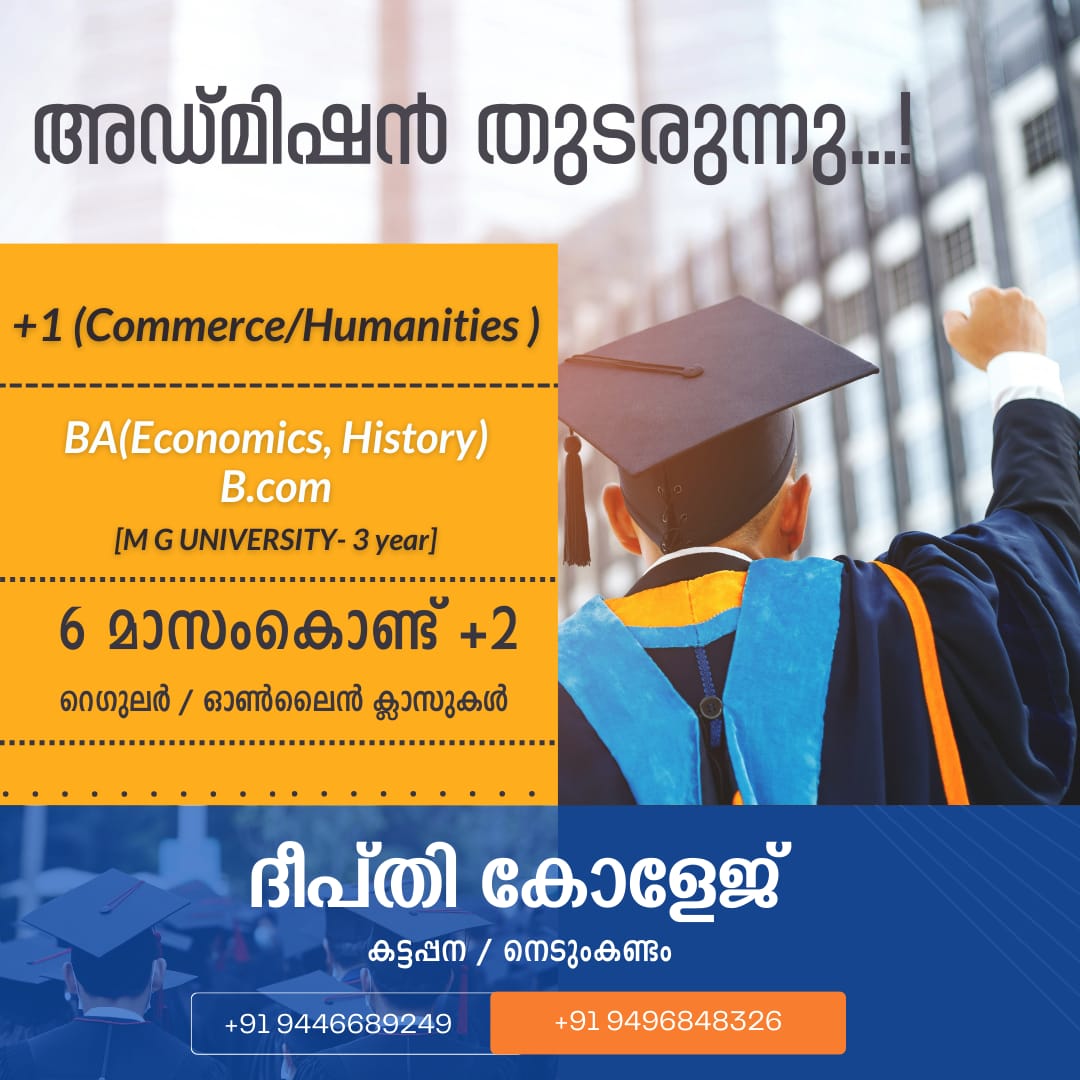 അഡ്മിഷൻ തുടരുന്നു...!
+1 (Commerce/Humanities )
BA(Economics, History)
B.com
[M G UNIVERSITY- 3 year]
6 മാസംകൊണ്ട് +2
റെഗുലർ / ഓൺലൈൻ ക്ലാസുകൾ
ദീപ്തി കോളേജ്
കട്ടപ്പന / നെടുംകണ്ടം
+91 9446689249
+91 9496848326